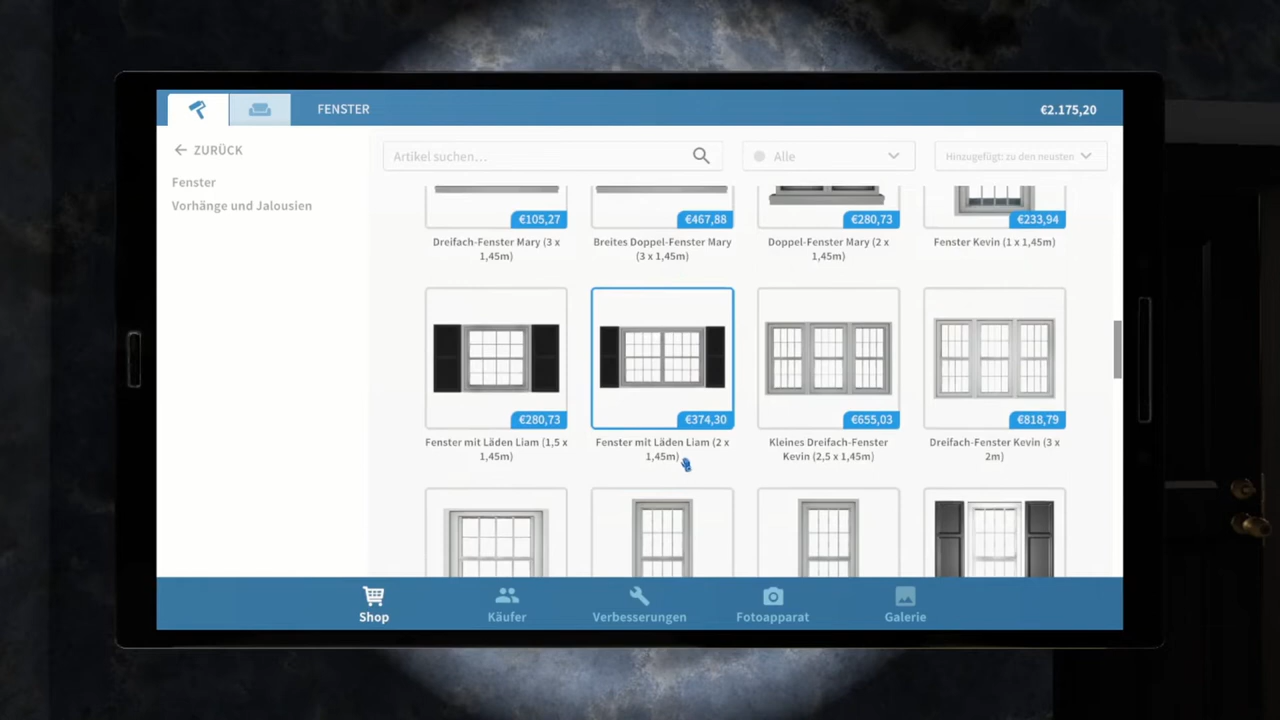 FENSTER
€2.175,20
ZURÜCK
Fenster
Vorhänge und Jalousien
Artikel suchen...
Alle
Hinzugefügt: zu den neusten
€105,27
€467,88
€280,73
€233,94
Dreifach-Fenster Mary (3 x
1,45m)
Breites Doppel-Fenster Mary
(3 x 1,45m)
Doppel-Fenster Mary (2 x
1,45m)
Fenster Kevin (1 x 1,45m)
€280,73
€374,30
€655,03
€818,79
Fenster mit Läden Liam (1,5 x
1,45m)
Fenster mit Läden Liam (2 x
1,45m)
Kleines Dreifach-Fenster
Kevin (2,5 x 1,45m)
Dreifach-Fenster Kevin (3 x
2m)
Shop
Käufer
Verbesserungen
Fotoapparat
Galerie